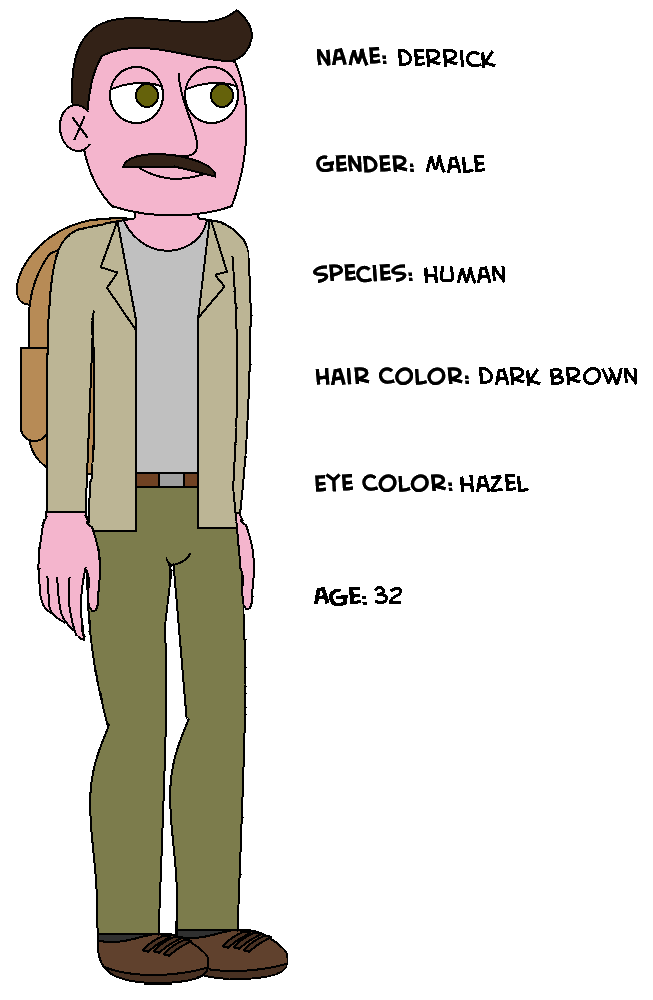 NAME: DERRICK
GENDER: MALE
SPECIES: HUMAN
HAIR COLOR: DARK BROWN
EYE COLOR: HAZEL
AGE: 32